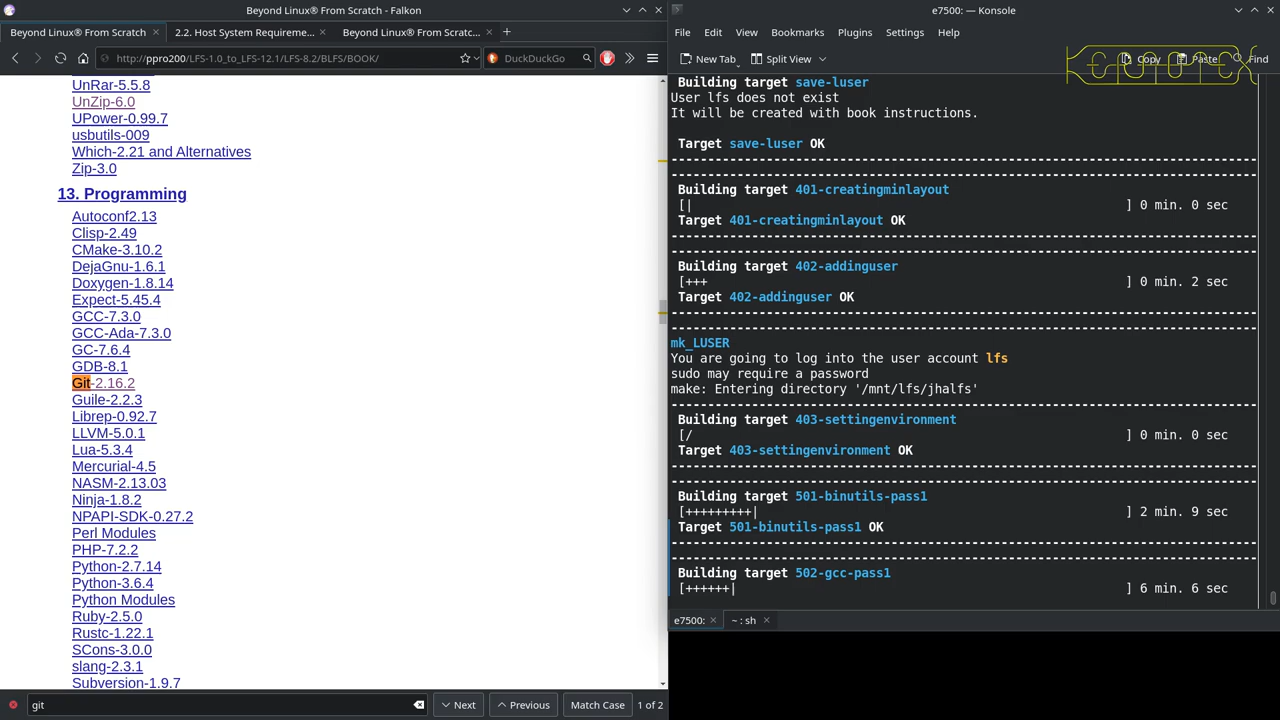 Beyond Linux® From Scratch - Falkon
Beyond Linux® From Scratch
2.2. Host System Requireme...
Beyond Linux® From Scratc...
http://ppro200/LFS-1.0_to_LFS-12.1/LFS-8.2/BLFS/BOOK/
DuckDuckGo
UnRar-5.5.8
UnZip-6.0
UPower-0.99.7
usbutils-009
Which-2.21 and Alternatives
Zip-3.0
13. Programming
Autoconf2.13
Clisp-2.49
CMake-3.10.2
DejaGnu-1.6.1
Doxygen-1.8.14
Expect-5.45.4
GCC-7.3.0
GCC-Ada-7.3.0
GC-7.6.4
GDB-8.1
Git-2.16.2
Guile-2.2.3
Librep-0.92.7
LLVM-5.0.1
Lua-5.3.4
Mercurial-4.5
NASM-2.13.03
Ninja-1.8.2
NPAPI-SDK-0.27.2
Perl Modules
PHP-7.2.2
Python-2.7.14
Python-3.6.4
Python Modules
Ruby-2.5.0
Rustc-1.22.1
SCons-3.0.0
slang-2.3.1
Subversion-1.9.7
git
Next
Previous
Match Case
1 of 2
e7500: — Konsole
File Edit View Bookmarks Plugins Settings Help
New Tab Split View Copy Paste Find
Building target save-luser
User lfs does not exist
It will be created with book instructions.
Target save-luser OK
--------------------------------------------------------------------------------
--------------------------------------------------------------------------------
Building target 401-creatingminlayout
[| ] 0 min. 0 sec
Target 401-creatingminlayout OK
--------------------------------------------------------------------------------
--------------------------------------------------------------------------------
Building target 402-addinguser
[+++ ] 0 min. 2 sec
Target 402-addinguser OK
--------------------------------------------------------------------------------
--------------------------------------------------------------------------------
mk_LUSER
You are going to log into the user account lfs
sudo may require a password
make: Entering directory '/mnt/lfs/jhalfs'
--------------------------------------------------------------------------------
Building target 403-settingenvironment
[/ ] 0 min. 0 sec
Target 403-settingenvironment OK
--------------------------------------------------------------------------------
--------------------------------------------------------------------------------
Building target 501-binutils-pass1
[+++++++++| ] 2 min. 9 sec
Target 501-binutils-pass1 OK
--------------------------------------------------------------------------------
--------------------------------------------------------------------------------
Building target 502-gcc-pass1
[++++++| ] 6 min. 6 sec
e7500:
~ : sh